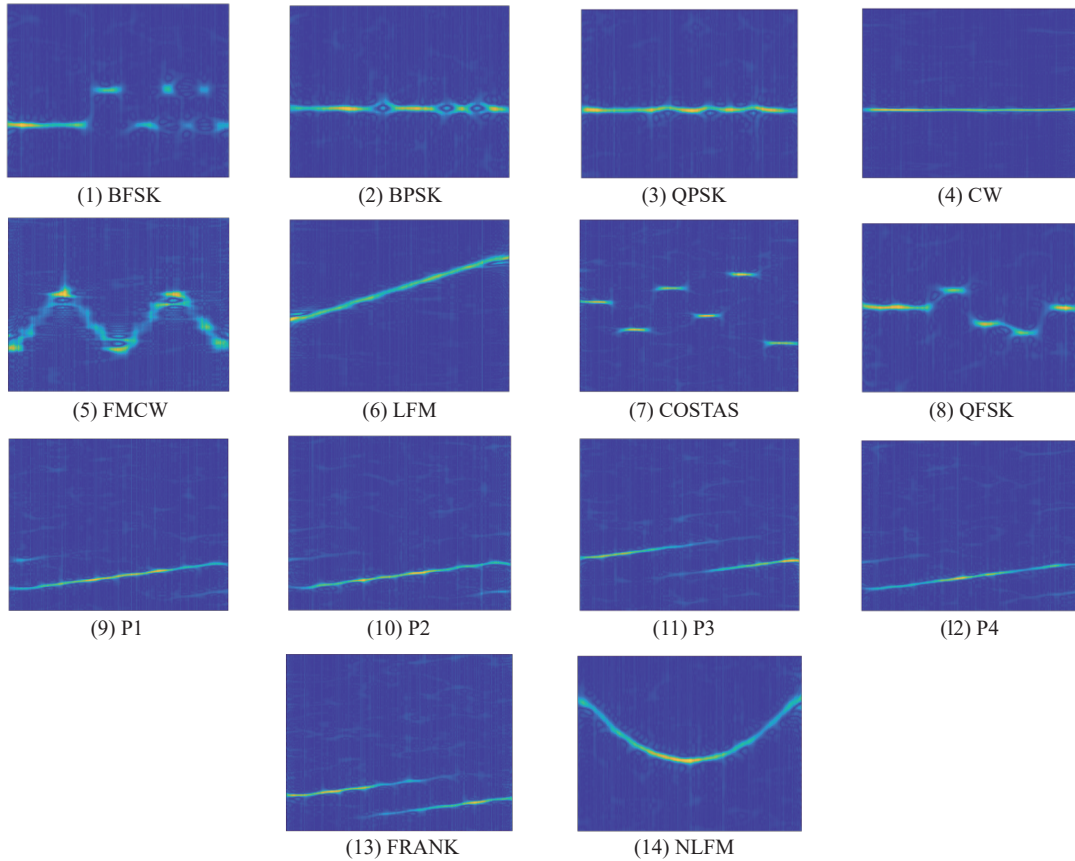 (1) BFSK
(2) BPSK
(3) QPSK
(4) CW
(5) FMCW
(6) LFM
(7) COSTAS
(8) QFSK
(9) P1
(10) P2
(11) P3
(l2) P4
(13) FRANK
(14) NLFM